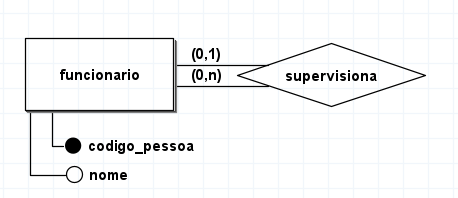 (0,1)
funcionario
(0,n)
supervisiona
codigo_pessoa
nome